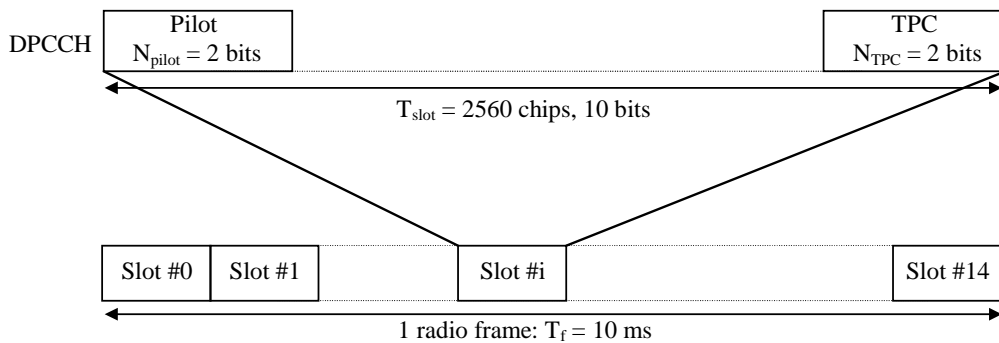 Pilot
TPC
DPCCH
N_pilot = 2 bits
N_TPC = 2 bits
T_slot = 2560 chips, 10 bits
Slot #0
Slot #1
Slot #i
Slot #14
1 radio frame: T_f = 10 ms